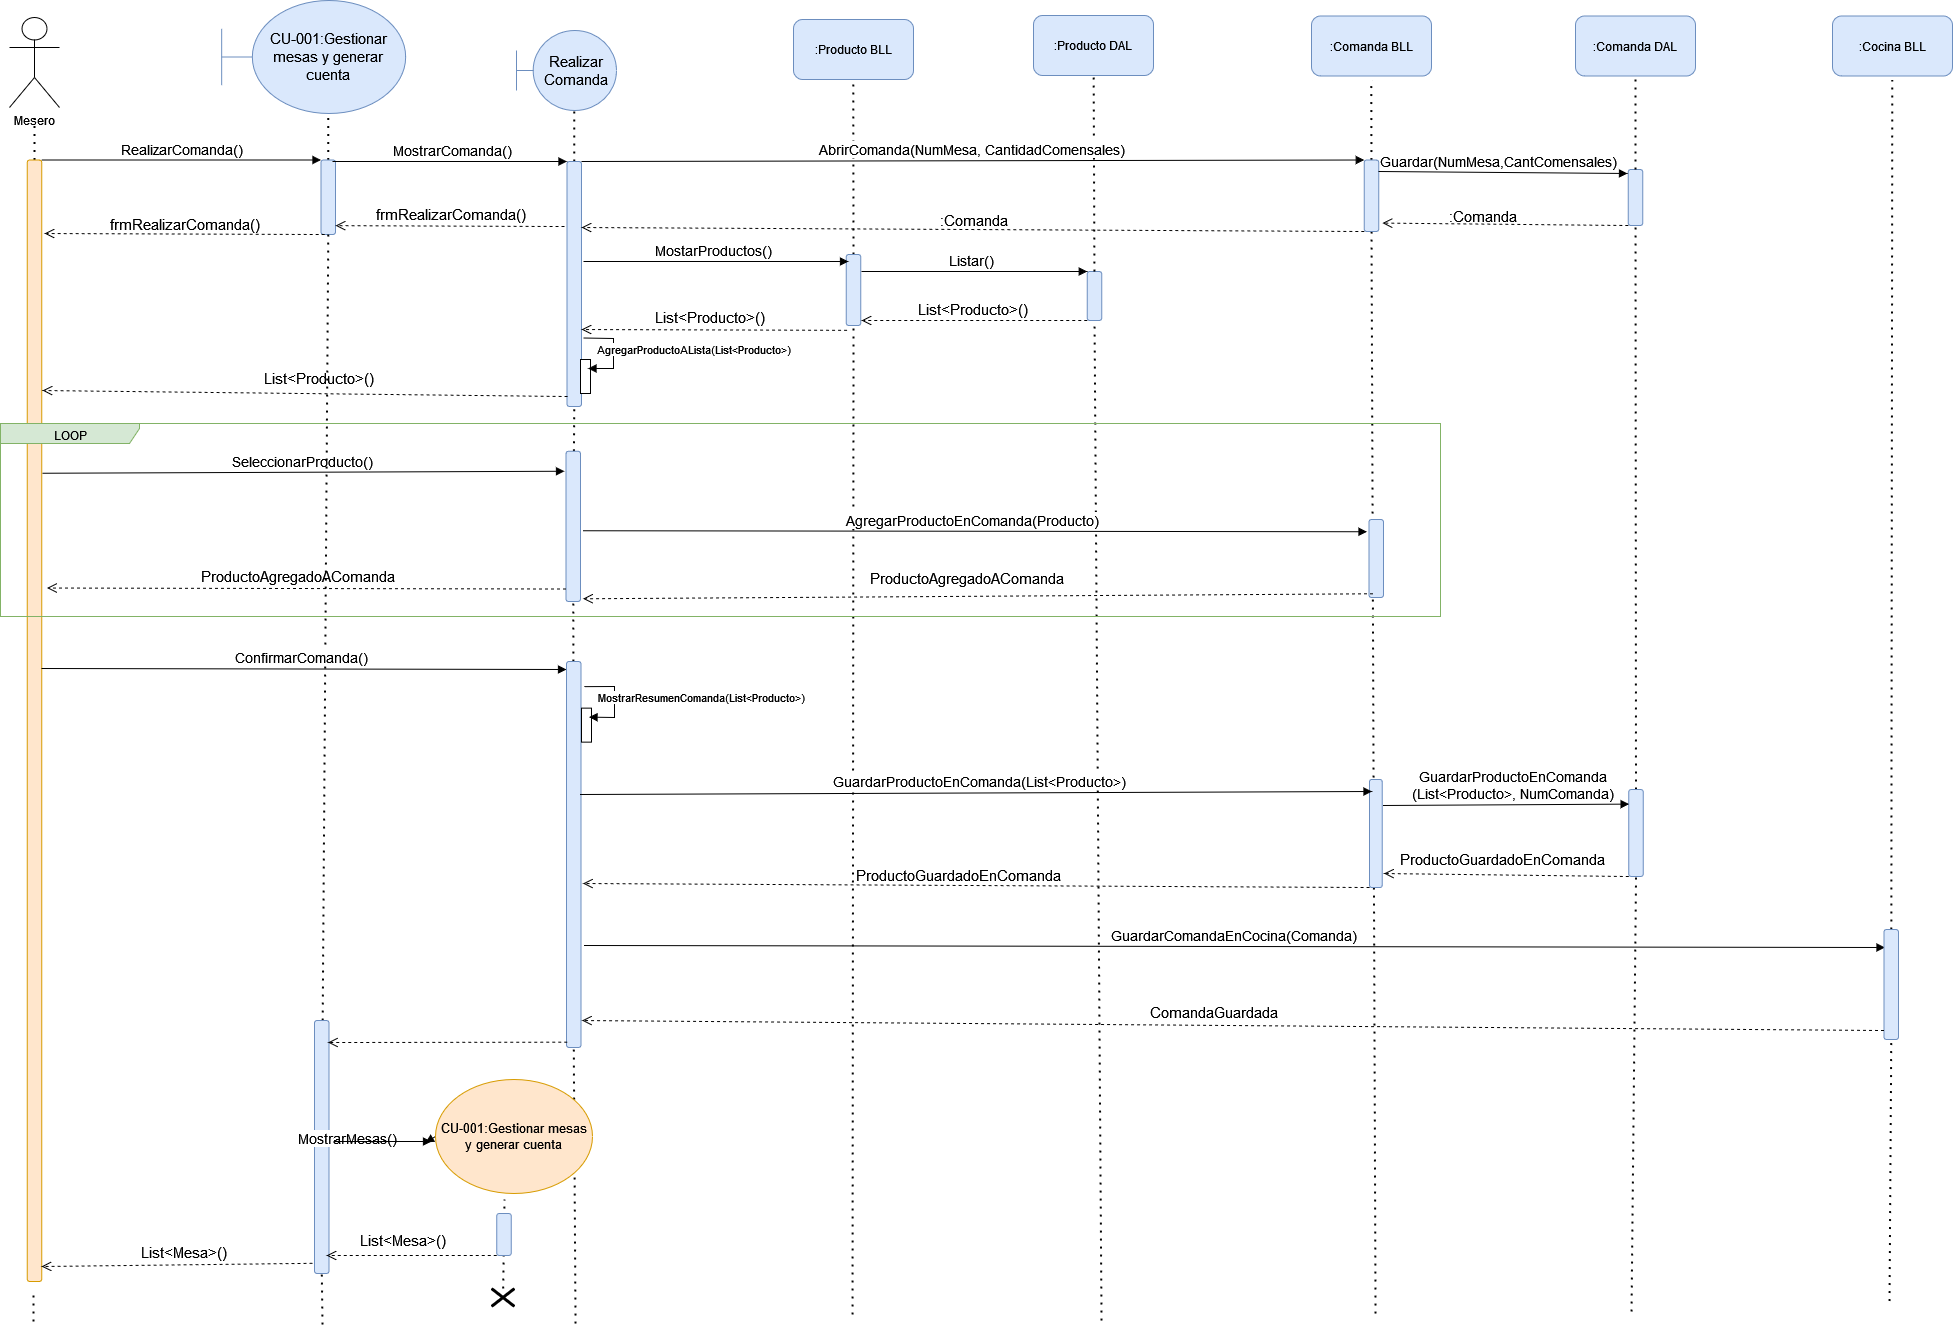 CU-001:Gestionar
mesas y generar
cuenta
Realizar
Comanda
:Producto BLL
:Producto DAL
:Comanda BLL
:Comanda DAL
:Cocina BLL
Mesero
RealizarComanda()
MostrarComanda()
AbrirComanda(NumMesa, CantidadComensales)
Guardar(NumMesa,CantComensales)
frmRealizarComanda()
frmRealizarComanda()
:Comanda
:Comanda
MostarProductos()
Listar()
List<Producto>()
List<Producto>()
AgregarProductoALista(List<Producto>)
List<Producto>()
LOOP
SeleccionarProducto()
AgregarProductoEnComanda(Producto)
ProductoAgregadoAComanda
ProductoAgregadoAComanda
ConfirmarComanda()
MostrarResumenComanda(List<Producto>)
GuardarProductoEnComanda(List<Producto>)
GuardarProductoEnComanda
(List<Producto>, NumComanda)
ProductoGuardadoEnComanda
ProductoGuardadoEnComanda
GuardarComandaEnCocina(Comanda)
ComandaGuardada
MostrarMesas()
CU-001:Gestionar mesas
y generar cuenta
List<Mesa>()
List<Mesa>()